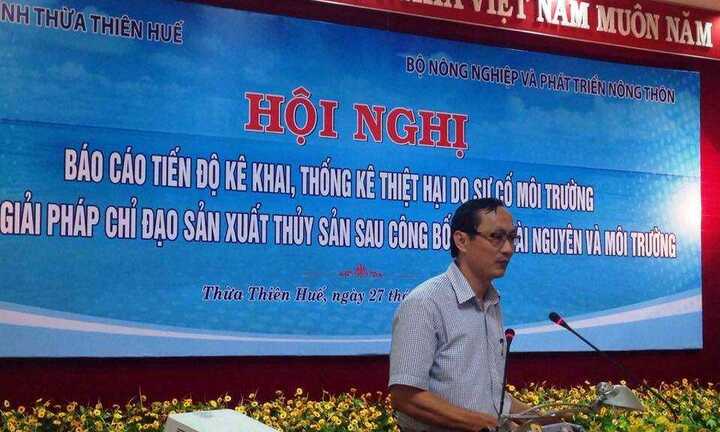 VIỆT NAM MUÔN NĂM
NH THỪA THIÊN HUẾ
BỘ NÔNG NGHIỆP VÀ PHÁT TRIỂN NÔNG THÔN
HỘI NGHỊ
BÁO CÁO TIẾN ĐỘ KÊ KHAI, THỐNG KÊ THIỆT HẠI DO SỰ CỐ MÔI TRƯỜNG
GIẢI PHÁP CHỈ ĐẠO SẢN XUẤT THỦY SẢN SAU CÔNG BỐ ÀI NGUYÊN VÀ MÔI TRƯỜNG
Thừa Thiên Huế, ngày 27 th